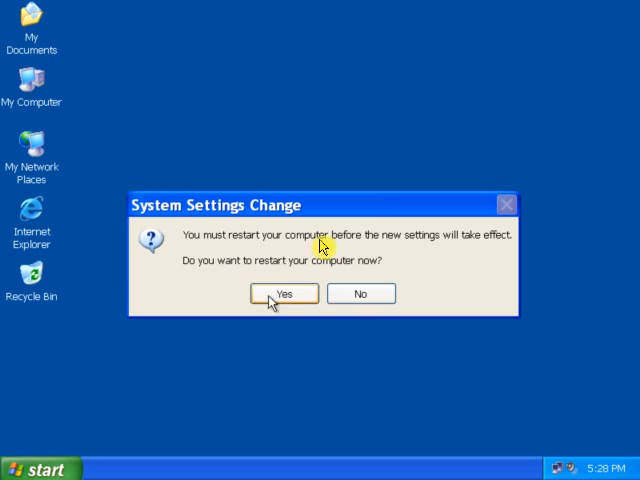 My
Documents
My Computer
My Network
Places
Internet
Explorer
Recycle Bin
System Settings Change
You must restart your computer before the new settings will take effect.
Do you want to restart your computer now?
Yes
No
start
5:28 PM